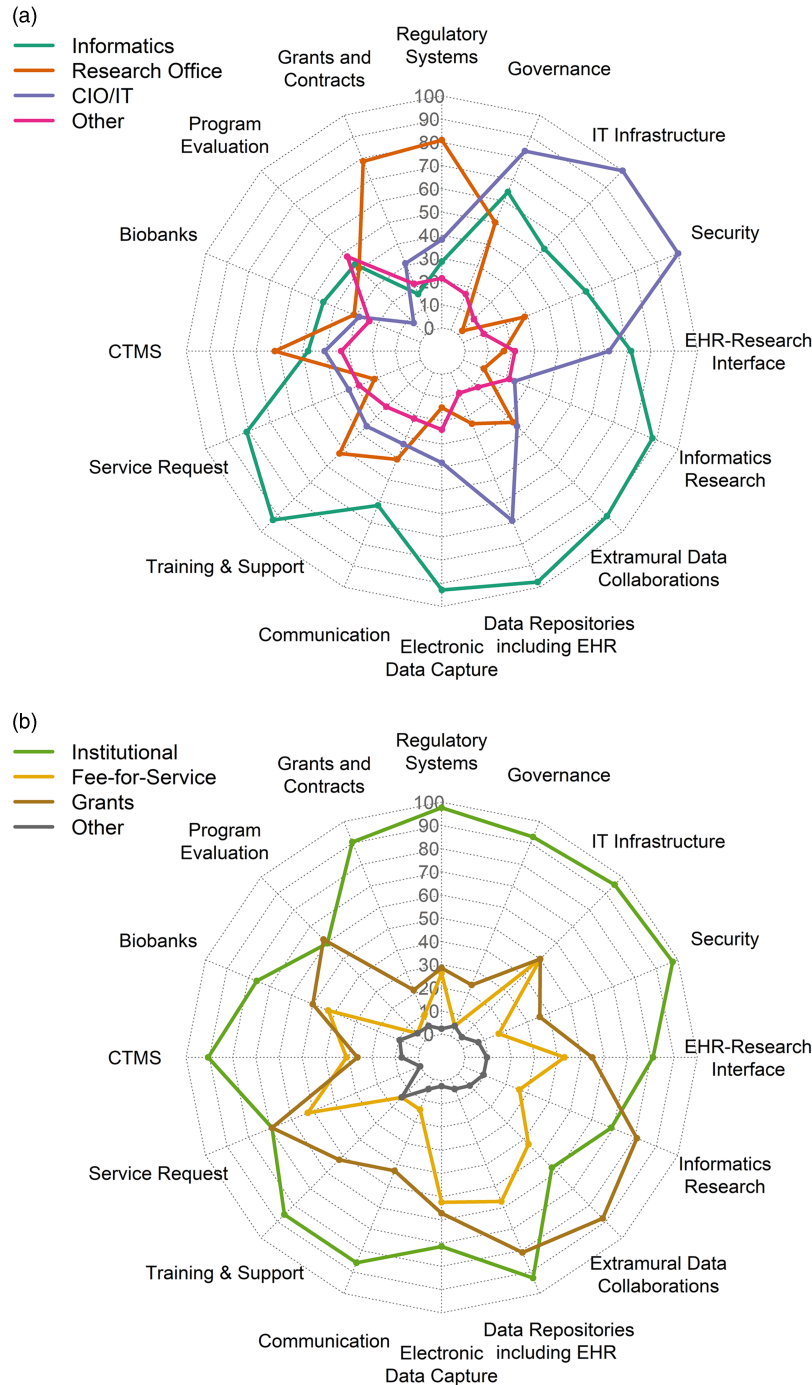 (a)
Informatics
Research Office
CIO/IT
Other
Regulatory
Systems
Governance
IT Infrastructure
Security
EHR-Research
Interface
Informatics
Research
Extramural Data
Collaborations
Data Repositories
including EHR
Electronic
Data Capture
Communication
Training & Support
Service Request
CTMS
Biobanks
Program
Evaluation
Grants and
Contracts
100
90
80
70
60
50
40
30
20
10
0
(b)
Institutional
Fee-for-Service
Grants
Other
Regulatory
Systems
Governance
IT Infrastructure
Security
EHR-Research
Interface
Informatics
Research
Extramural Data
Collaborations
Data Repositories
including EHR
Electronic
Data Capture
Communication
Training & Support
Service Request
CTMS
Biobanks
Program
Evaluation
Grants and
Contracts
100
90
80
70
60
50
40
30
20
10
0